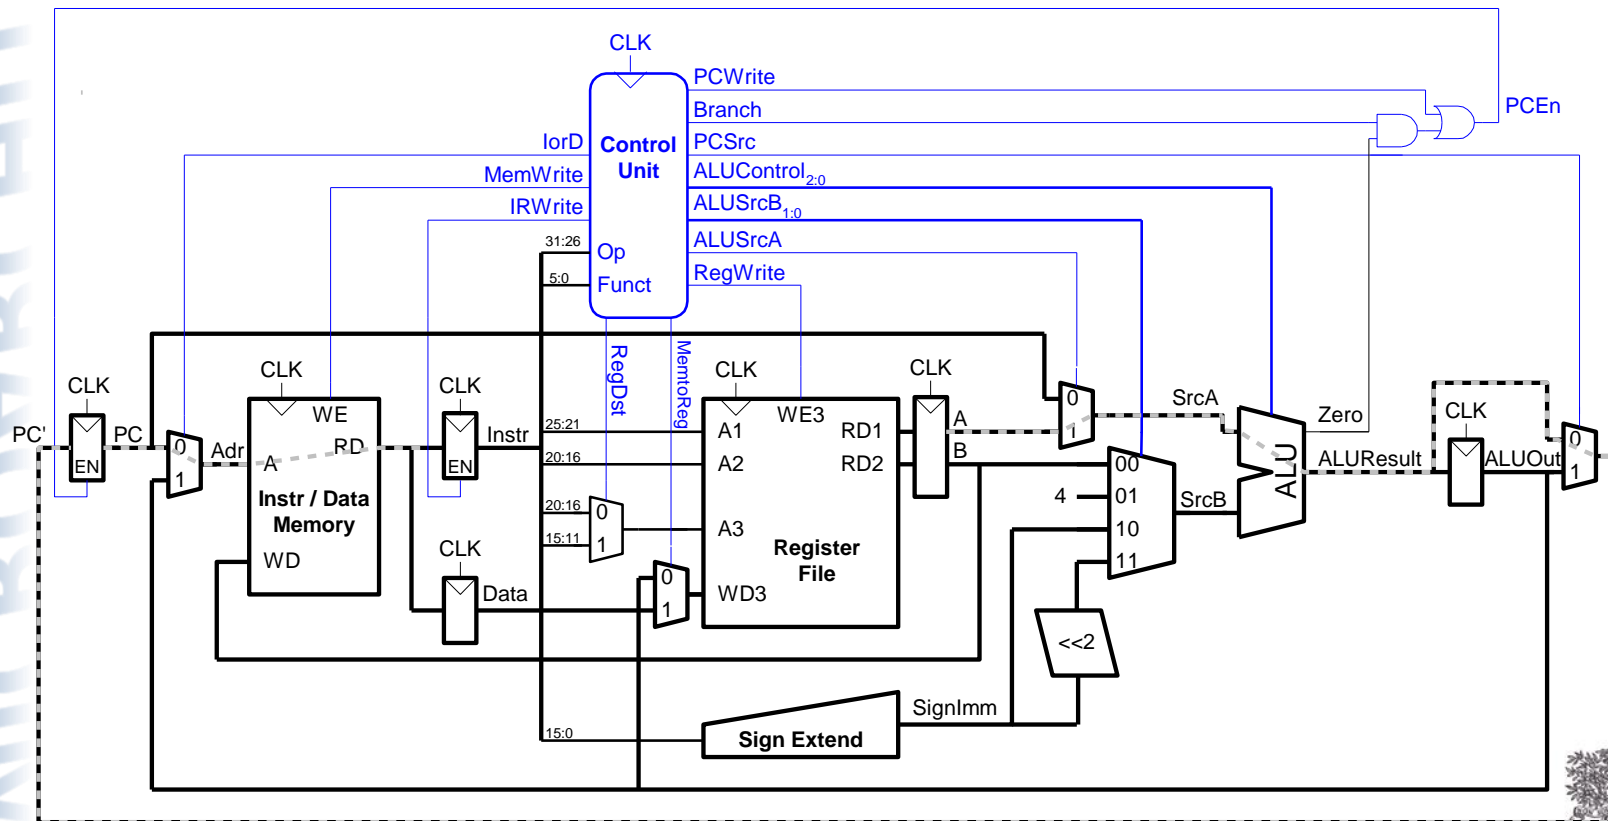 CLK
PCWrite
Branch
PCEn
IorD
Control
Unit
PCSrc
MemWrite
ALUControl2:0
IRWrite
ALUSrcB1:0
31:26
Op
ALUSrcA
5:0
Funct
RegWrite
RegDst
MemtoReg
CLK
CLK
CLK
CLK
CLK
PC'
PC
EN
0
1
Adr
WE
A
RD
Instr / Data
Memory
WD
EN
Instr
25:21
20:16
20:16
15:11
0
1
CLK
Data
0
1
WE3
A1
RD1
A2
RD2
A3
Register
File
WD3
A
B
0
1
SrcA
00
4
01
10
11
SrcB
<<2
ALU
Zero
ALUResult
CLK
ALUOut
0
1
SignImm
15:0
Sign Extend